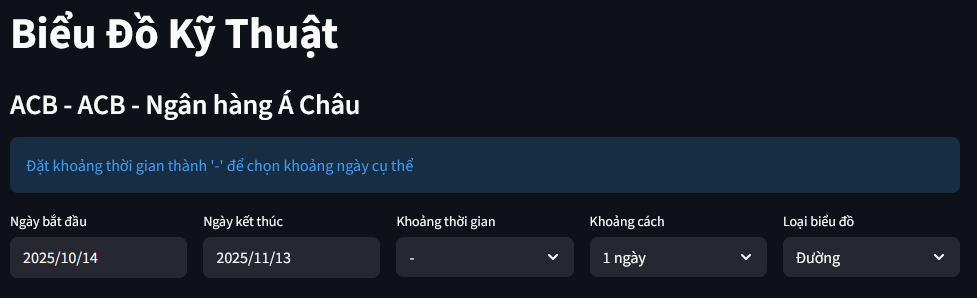 Biểu Đồ Kỹ Thuật
ACB - ACB - Ngân hàng Á Châu
Đặt khoảng thời gian thành '-' để chọn khoảng ngày cụ thể
Ngày bắt đầu Ngày kết thúc Khoảng thời gian Khoảng cách Loại biểu đồ
2025/10/14 2025/11/13 - 1 ngày Đường